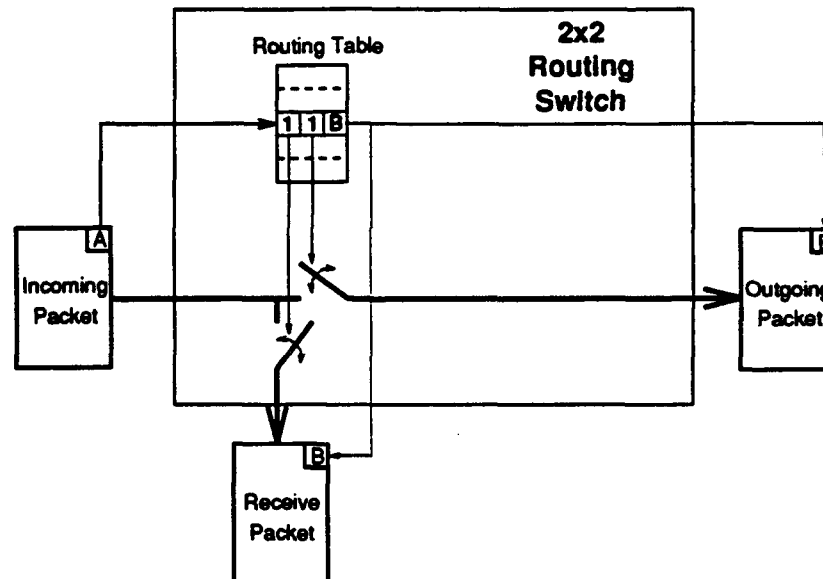 2x2
Routing
Switch
Routing Table
1 1 B
A
Incoming
Packet
Outgoing
Packet
B
Receive
Packet